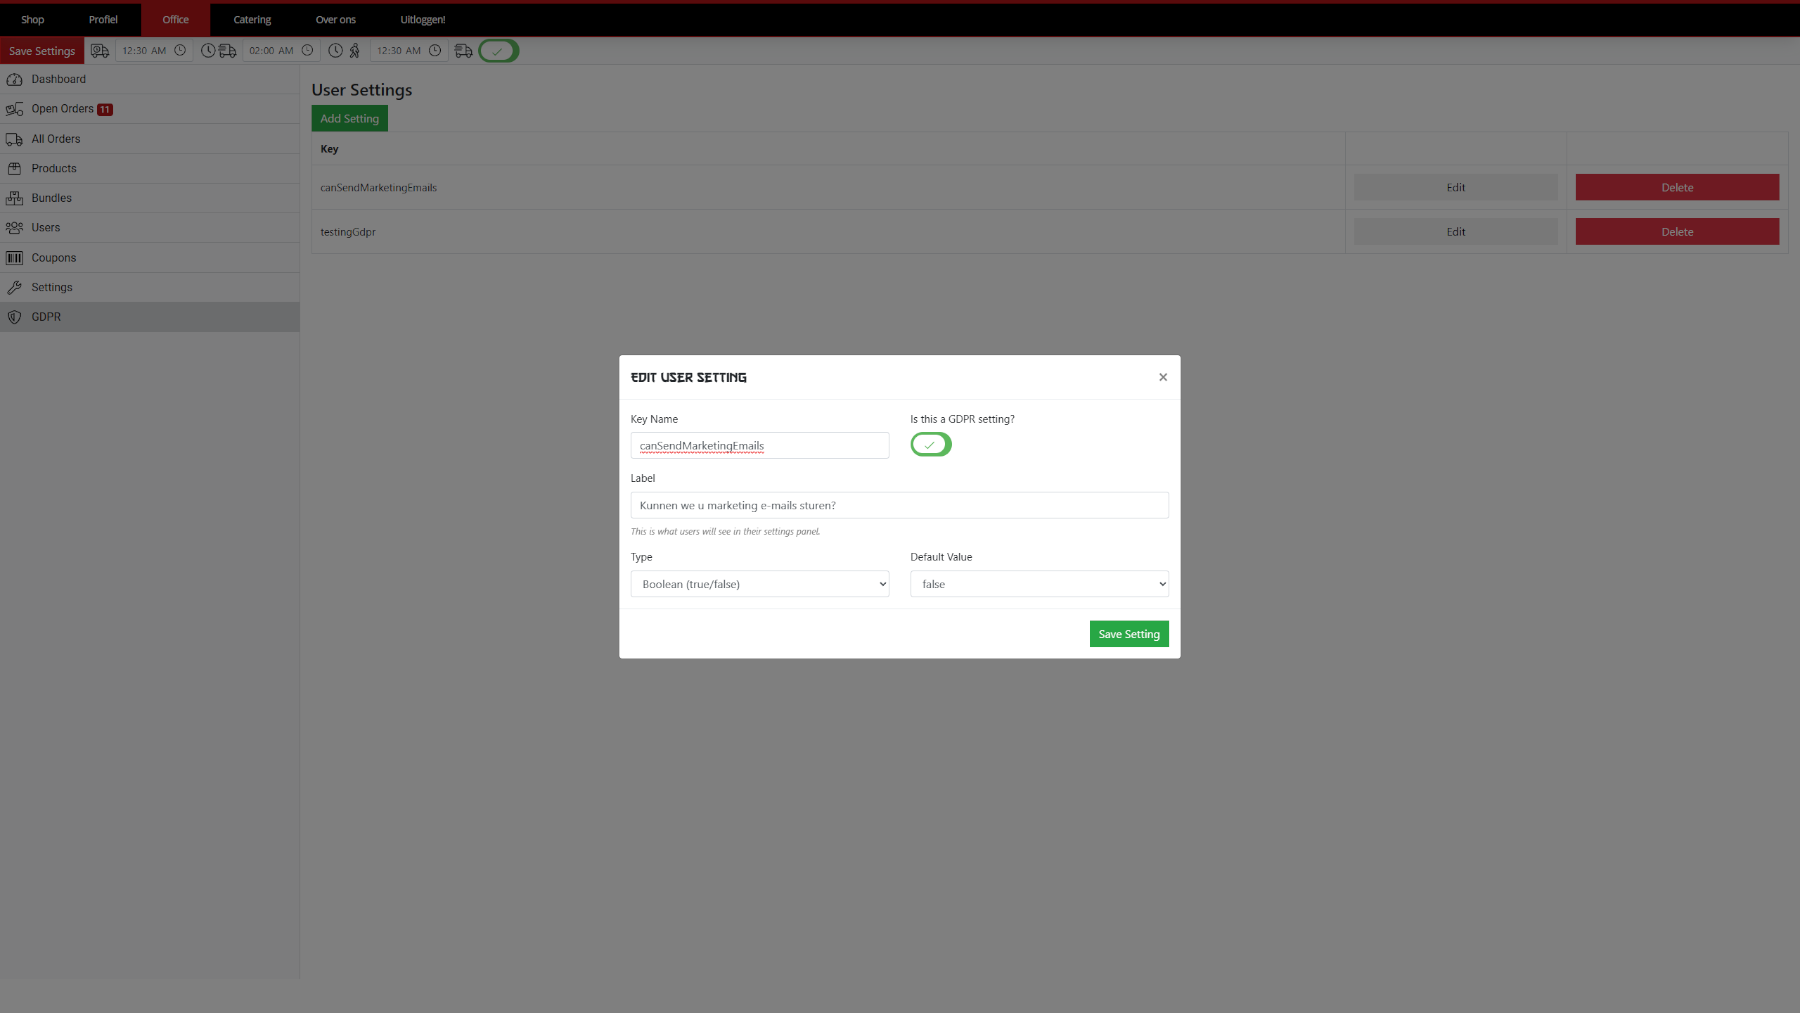 Shop Profiel Office Catering Over ons Uitloggen!
Save Settings 12:30 AM 02:00 AM 12:30 AM
Dashboard
Open Orders 11
All Orders
Products
Bundles
Users
Coupons
Settings
GDPR
User Settings
Add Setting
Key
canSendMarketingEmails Edit Delete
testingGdpr Edit Delete
EDIT USER SETTING ×
Key Name Is this a GDPR setting?
canSendMarketingEmails
Label
Kunnen we u marketing e-mails sturen?
This is what users will see in their settings panel.
Type Default Value
Boolean (true/false) false
Save Setting